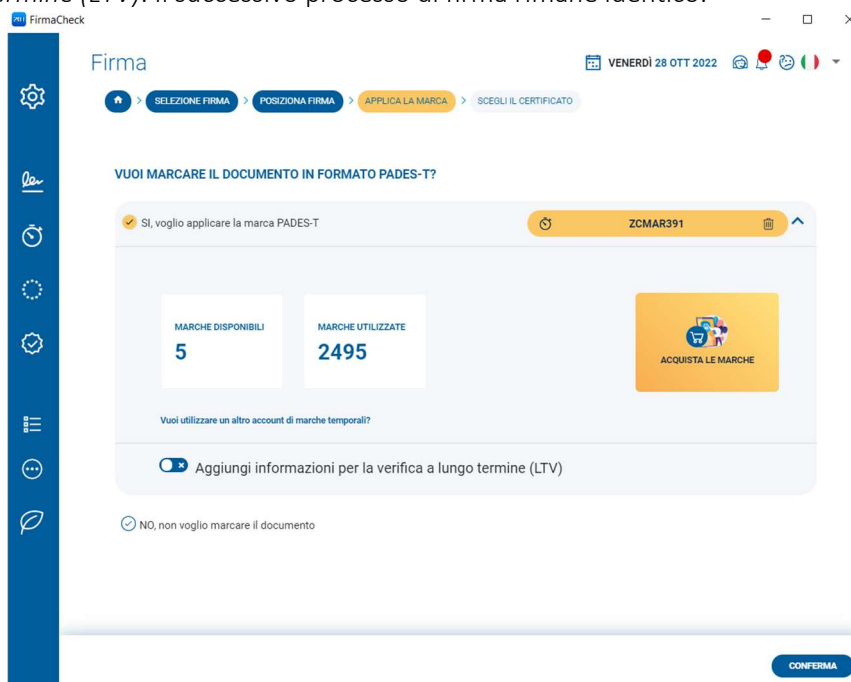 termine (LTV). Il successivo processo di firma rimane identico.
FirmaCheck
Firma
VENERDÌ 28 OTT 2022
> SELEZIONE FIRMA > POSIZIONA FIRMA > APPLICA LA MARCA > SCEGLI IL CERTIFICATO
VUOI MARCARE IL DOCUMENTO IN FORMATO PADES-T?
SI, voglio applicare la marca PADES-T
ZCMAR391
MARCHE DISPONIBILI
5
MARCHE UTILIZZATE
2495
ACQUISTA LE MARCHE
Vuoi utilizzare un altro account di marche temporali?
Aggiungi informazioni per la verifica a lungo termine (LTV)
NO, non voglio marcare il documento
CONFERMA